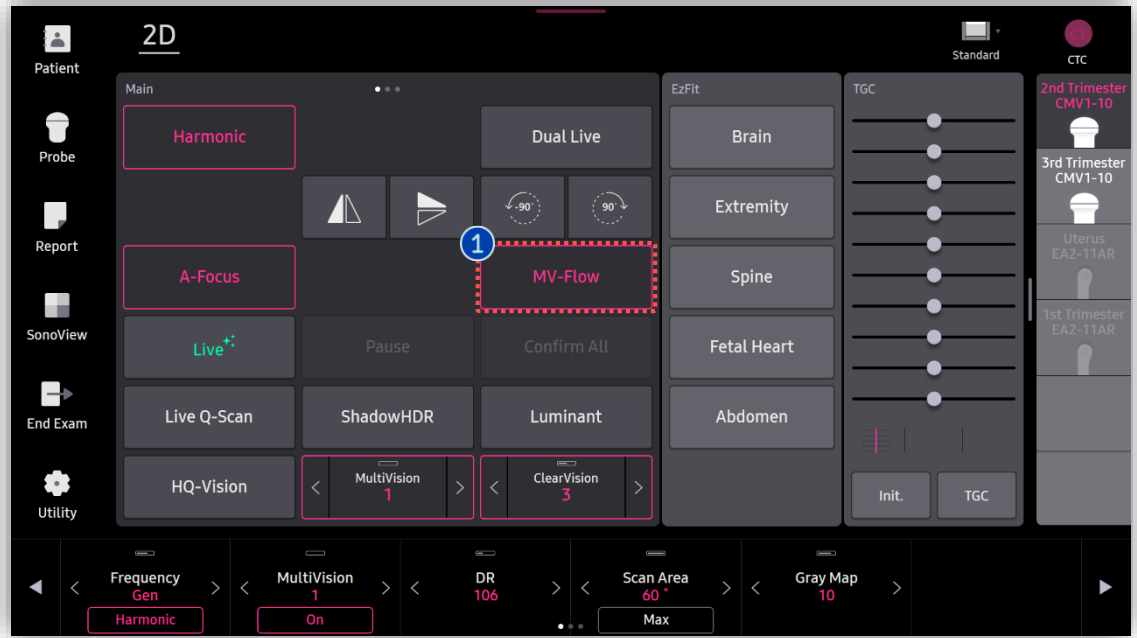 2D
Standard
CT
CTC
Patient
Probe
Report
SonoView
End Exam
Utility
Main
Harmonic
Dual Live
-90°
90°
1
A-Focus
MV-Flow
Live
Pause
Confirm All
Live Q-Scan
ShadowHDR
Luminant
HQ-Vision
< MultiVision >
1
< ClearVision >
3
EzFit
Brain
Extremity
Spine
Fetal Heart
Abdomen
TGC
Init.
TGC
2nd Trimester
CMV1-10
3rd Trimester
CMV1-10
Uterus
EA2-11AR
1st Trimester
EA2-11AR
< Frequency >
Gen
Harmonic
< MultiVision >
1
On
< DR >
106
< Scan Area >
60 °
Max
< Gray Map >
10